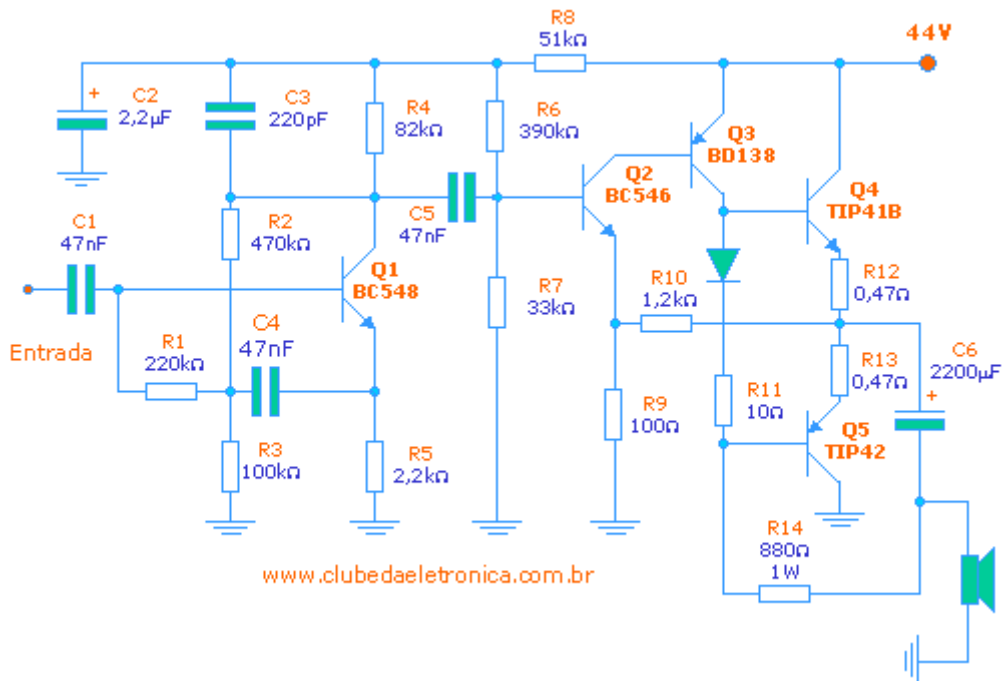 R8
51kΩ
44V
+
C2
2,2µF
C3
220pF
R4
82kΩ
R6
390kΩ
Q3
BD138
Q2
BC546
Q4
TIP41B
C1
47nF
R2
470kΩ
C5
47nF
Q1
BC548
R7
33kΩ
R10
1,2kΩ
R12
0,47Ω
Entrada
R1
220kΩ
C4
47nF
R13
0,47Ω
C6
2200µF
+
R9
100Ω
R11
10Ω
Q5
TIP42
R3
100kΩ
R5
2,2kΩ
R14
880Ω
1W
www.clubedaeletronica.com.br